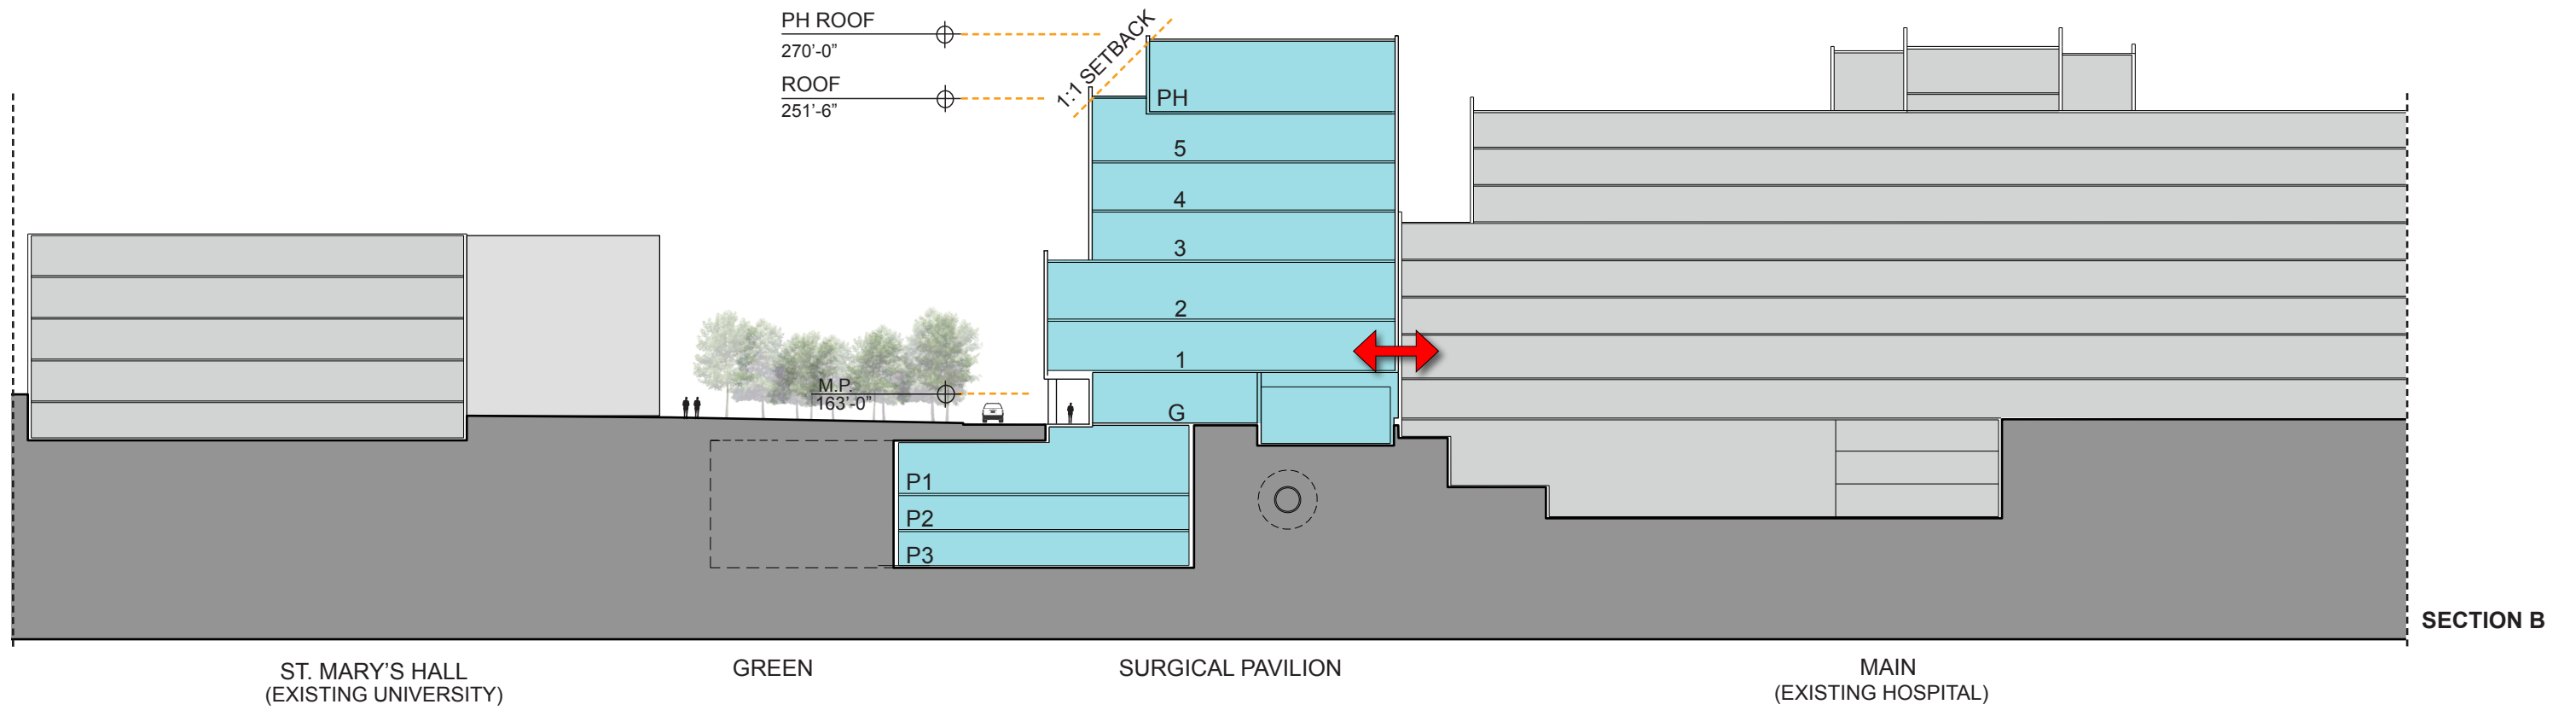 PH ROOF
270’-0”
ROOF
251’-6”
1:1 SETBACK
PH
5
4
3
2
1
G
M.P.
163’-0”
P1
P2
P3
SECTION B
ST. MARY’S HALL
(EXISTING UNIVERSITY)
GREEN
SURGICAL PAVILION
MAIN
(EXISTING HOSPITAL)